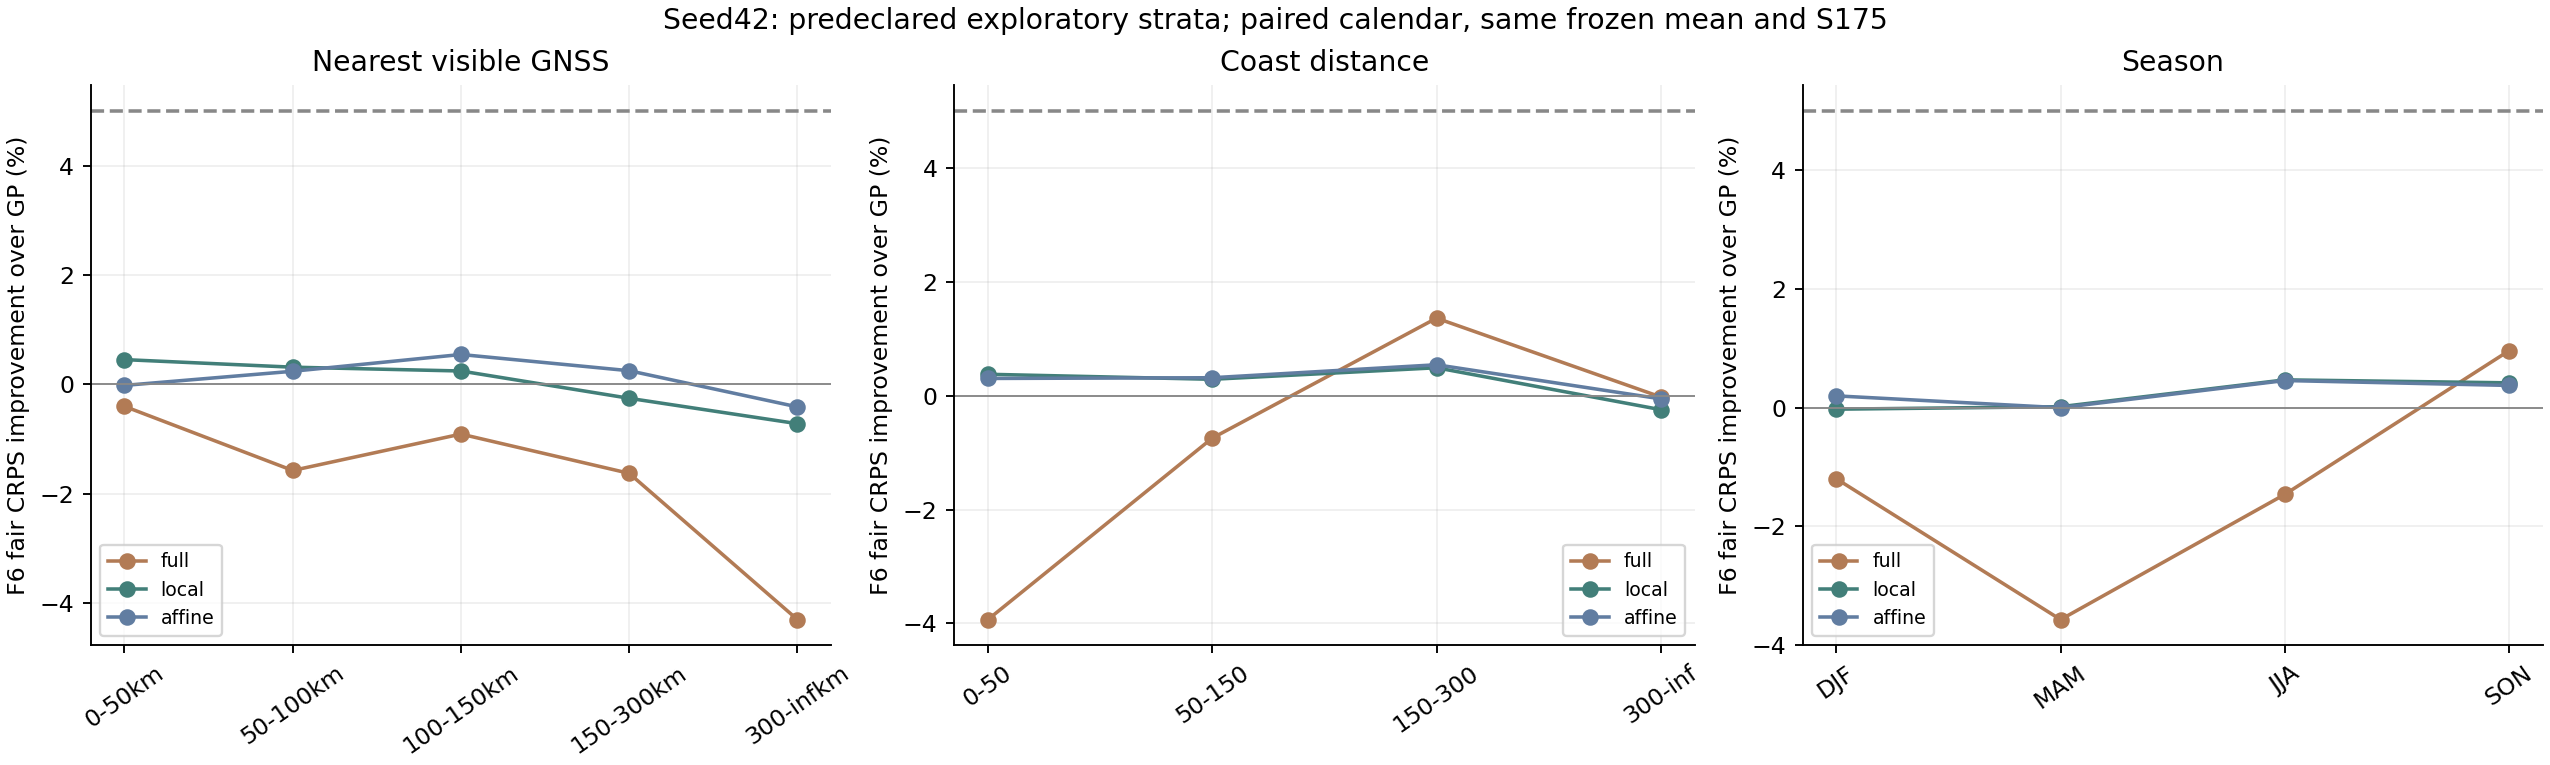 Seed42: predeclared exploratory strata; paired calendar, same frozen mean and S175
Nearest visible GNSS
F6 fair CRPS improvement over GP (%)
4
2
0
−2
−4
full
local
affine
0-50km
50-100km
100-150km
150-300km
300-infkm
Coast distance
F6 fair CRPS improvement over GP (%)
4
2
0
−2
−4
full
local
affine
0-50
50-150
150-300
300-inf
Season
F6 fair CRPS improvement over GP (%)
4
2
0
−2
−4
full
local
affine
DJF
MAM
JJA
SON